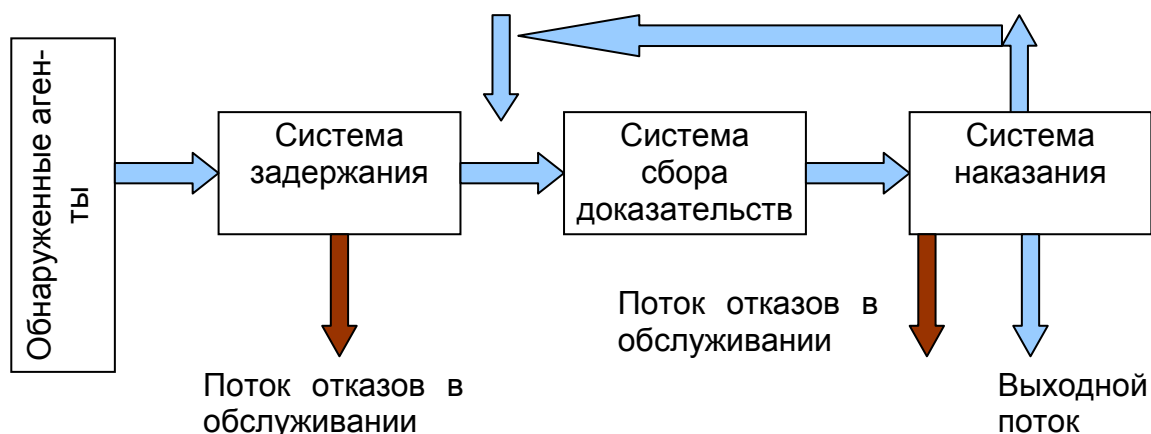 Обнаруженные аген-
ты
Система
задержания
Система
сбора
доказательств
Система
наказания
Поток отказов в
обслуживании
Поток отказов в
обслуживании
Выходной
поток